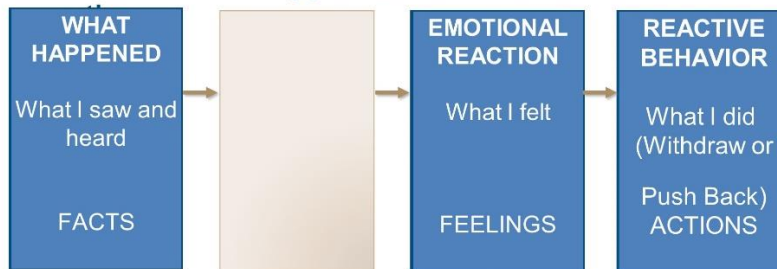 WHAT
HAPPENED
What I saw and
heard
FACTS
EMOTIONAL
REACTION
What I felt
FEELINGS
REACTIVE
BEHAVIOR
What I did
(Withdraw or
Push Back)
ACTIONS